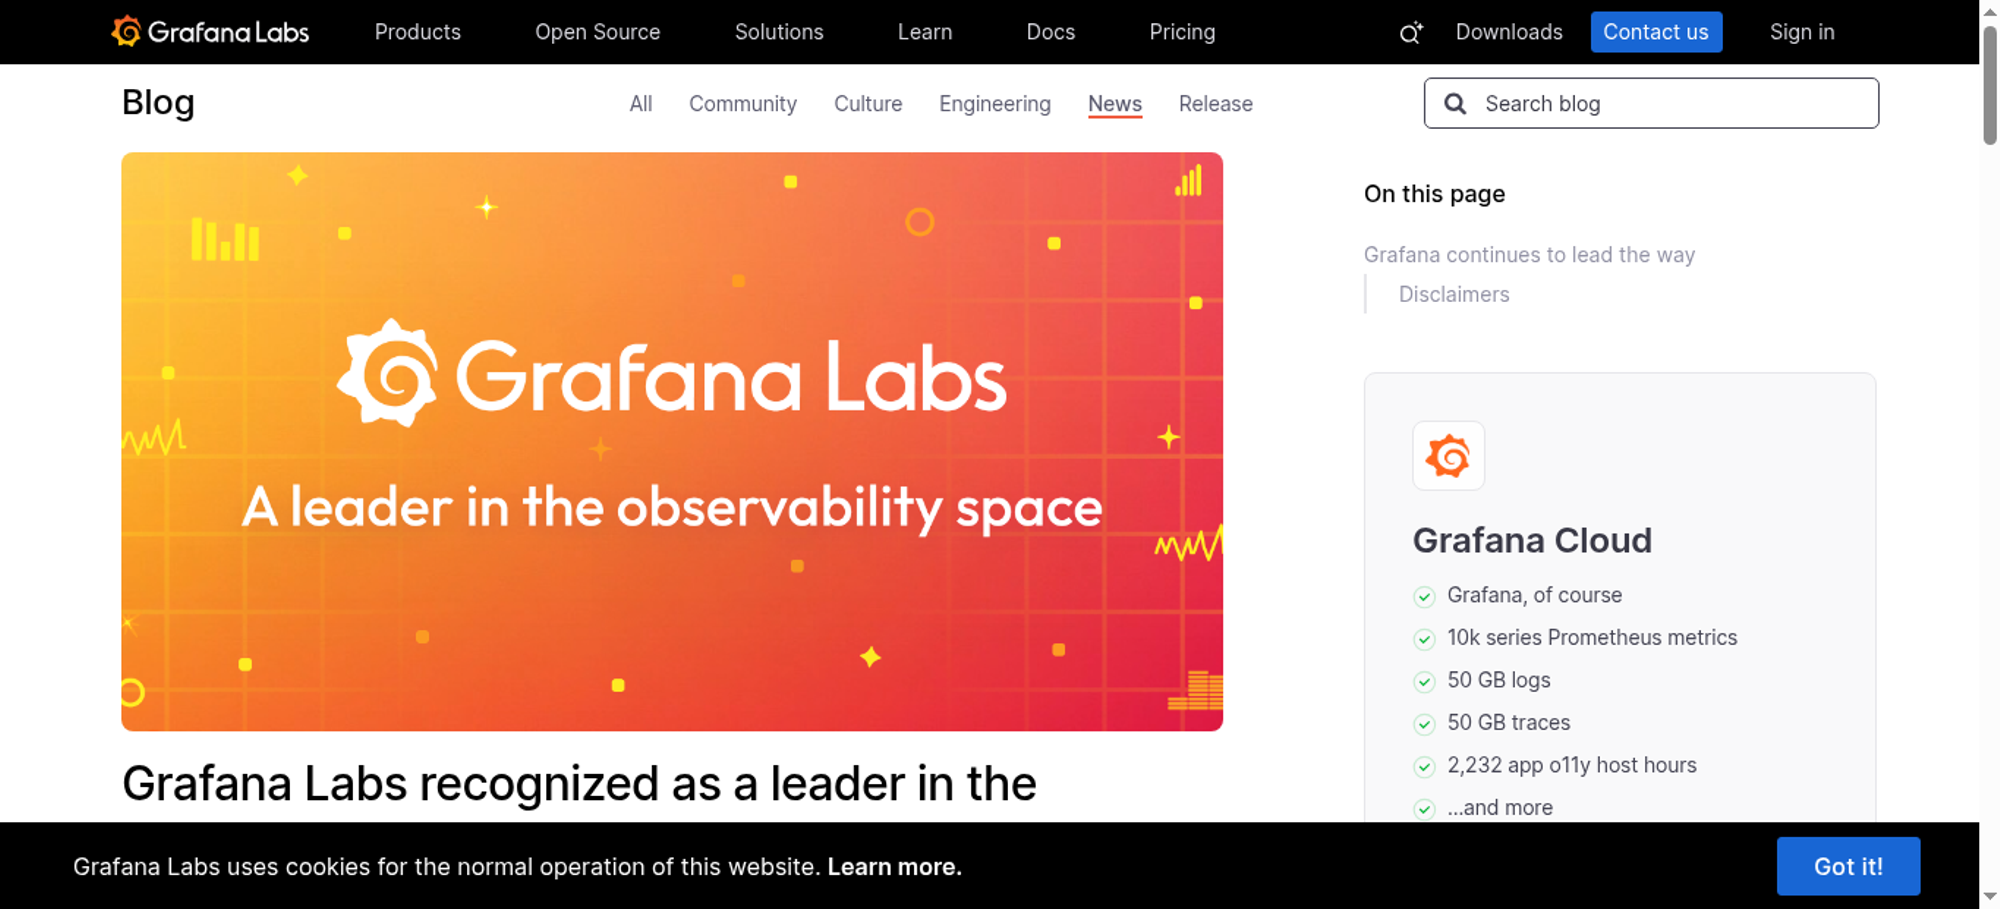 Grafana Labs
Products
Open Source
Solutions
Learn
Docs
Pricing
Downloads
Contact us
Sign in
Blog
All
Community
Culture
Engineering
News
Release
Search blog
Grafana Labs
A leader in the observability space
Grafana Labs recognized as a leader in the
On this page
Grafana continues to lead the way
Disclaimers
Grafana Cloud
Grafana, of course
10k series Prometheus metrics
50 GB logs
50 GB traces
2,232 app o11y host hours
...and more
Grafana Labs uses cookies for the normal operation of this website. Learn more.
Got it!